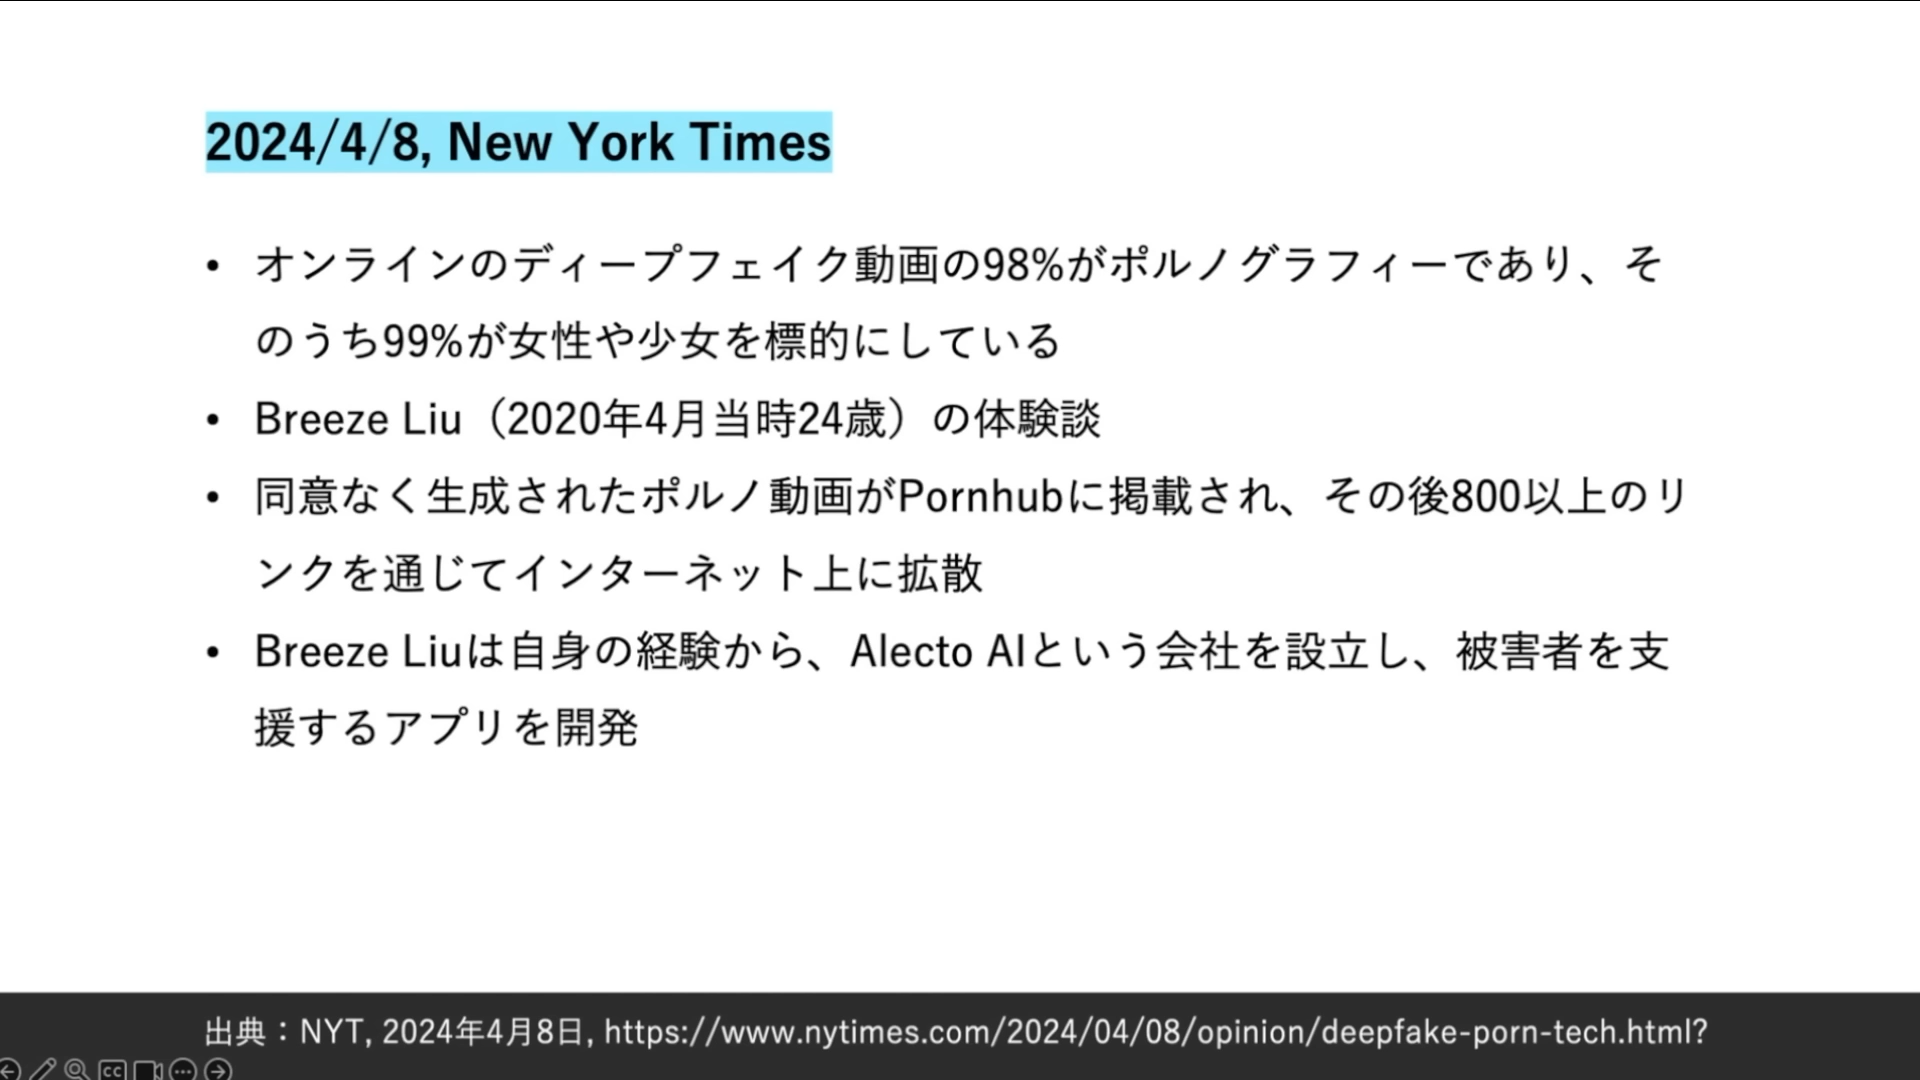 2024/4/8, New York Times
• オンラインのディープフェイク動画の98%がポルノグラフィーであり、そ
のうち99%が女性や少女を標的にしている
• Breeze Liu（2020年4月当時24歳）の体験談
• 同意なく生成されたポルノ動画がPornhubに掲載され、その後800以上のリ
ンクを通じてインターネット上に拡散
• Breeze Liuは自身の経験から、Alecto AIという会社を設立し、被害者を支
援するアプリを開発
出典：NYT, 2024年4月8日, https://www.nytimes.com/2024/04/08/opinion/deepfake-porn-tech.html?
CC